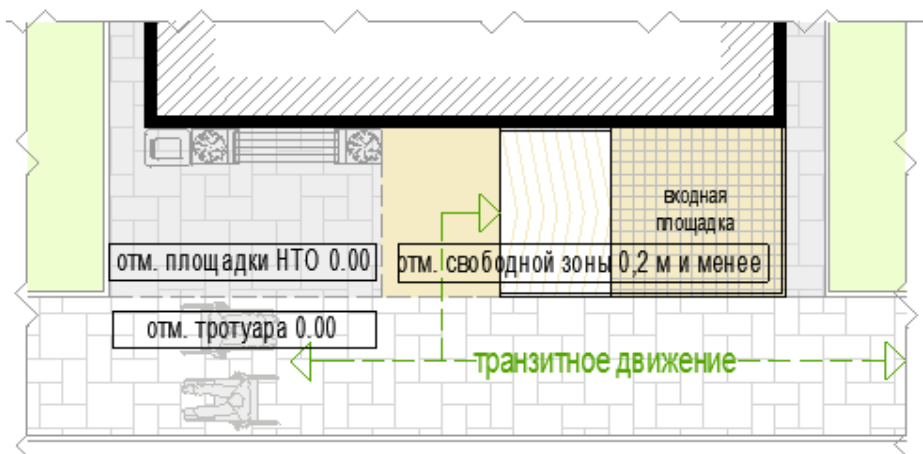 входная
площадка
отм. площадки НТО 0.00
отм. свободной зоны 0,2 м и менее
отм. тротуара 0.00
транзитное движение